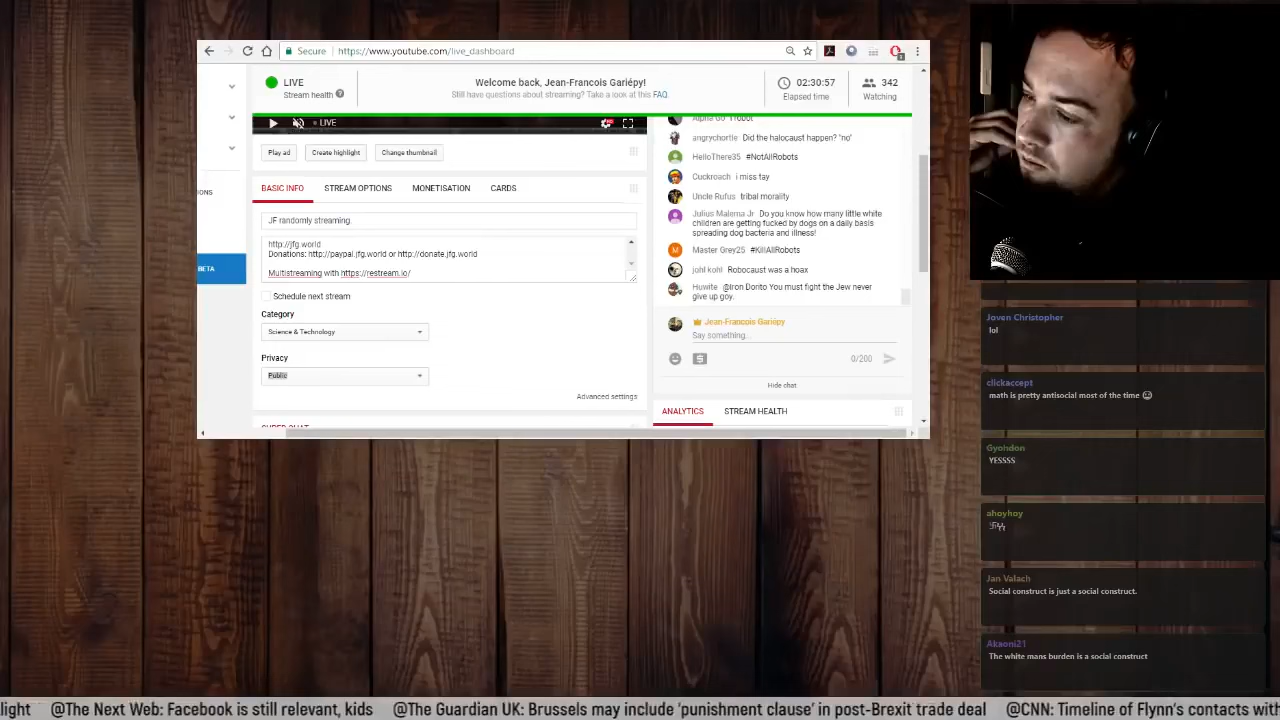 Secure
https://www.youtube.com/live_dashboard
LIVE
Stream health
Welcome back, Jean-Francois Gariépy!
Still have questions about streaming? Take a look at this FAQ.
02:30:57
Elapsed time
342
Watching
LIVE
Play ad
Create highlight
Change thumbnail
BASIC INFO
STREAM OPTIONS
MONETISATION
CARDS
JF randomly streaming.
http://jfg.world
Donations: http://paypal.jfg.world or http://donate.jfg.world
Multistreaming with https://restream.io/
BETA
Schedule next stream
Category
Science & Technology
Privacy
Public
Advanced settings
angrychortle Did the holocaust happen? "no"
HelloThere35 #NotAllRobots
Cuckroach i miss tay
Uncle Rufus tribal moraiity
Julius Malema Jr Do you know how many little white
children are getting fucked by dogs on a daily basis
spreading dog bacteria and illness!
Master Grey25 #KillAllRobots
johl kohl Robocaust was a hoax
Huwite @Iron Dorito You must fight the Jew never
give up goy.
Jean-Francois Gariépy
Say something...
0/200
Hide chat
ANALYTICS
STREAM HEALTH
Joven Christopher
lol
clickaccept
math is pretty antisocial most of the time
Gyohdon
YESSSS
ahoyhoy
Jan Valach
Social construct is just a social construct.
Akaoni21
The white mans burden is a social construct
light @The Next Web: Facebook is still relevant, kids @The Guardian UK: Brussels may include 'punishment clause' in post-Brexit trade deal @CNN: Timeline of Flynn's contacts with